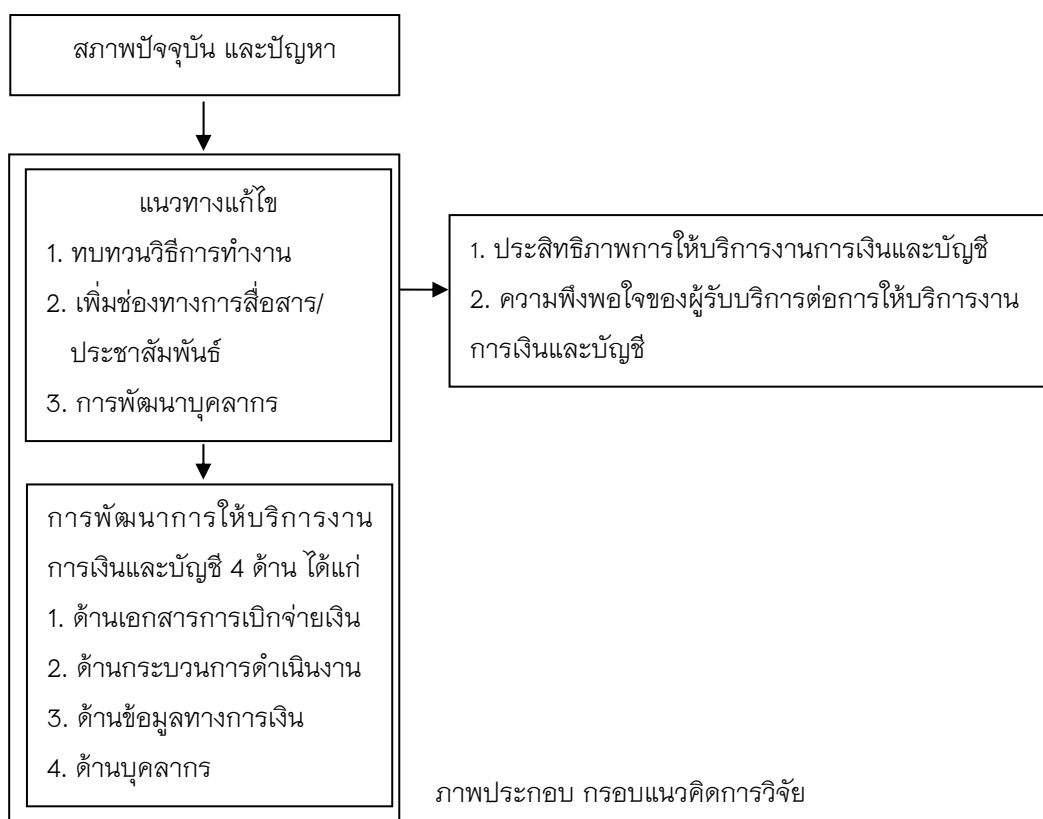 สภาพปัจจุบัน และปัญหา
แนวทางแก้ไข
1. ทบทวนวิธีการทำงาน
2. เพิ่มช่องทางการสื่อสาร/
ประชาสัมพันธ์
3. การพัฒนาบุคลากร
1. ประสิทธิภาพการให้บริการงานการเงินและบัญชี
2. ความพึงพอใจของผู้รับบริการต่อการให้บริการงาน
การเงินและบัญชี
การพัฒนาการให้บริการงาน
การเงินและบัญชี 4 ด้าน ได้แก่
1. ด้านเอกสารการเบิกจ่ายเงิน
2. ด้านกระบวนการดำเนินงาน
3. ด้านข้อมูลทางการเงิน
4. ด้านบุคลากร
ภาพประกอบ กรอบแนวคิดการวิจัย